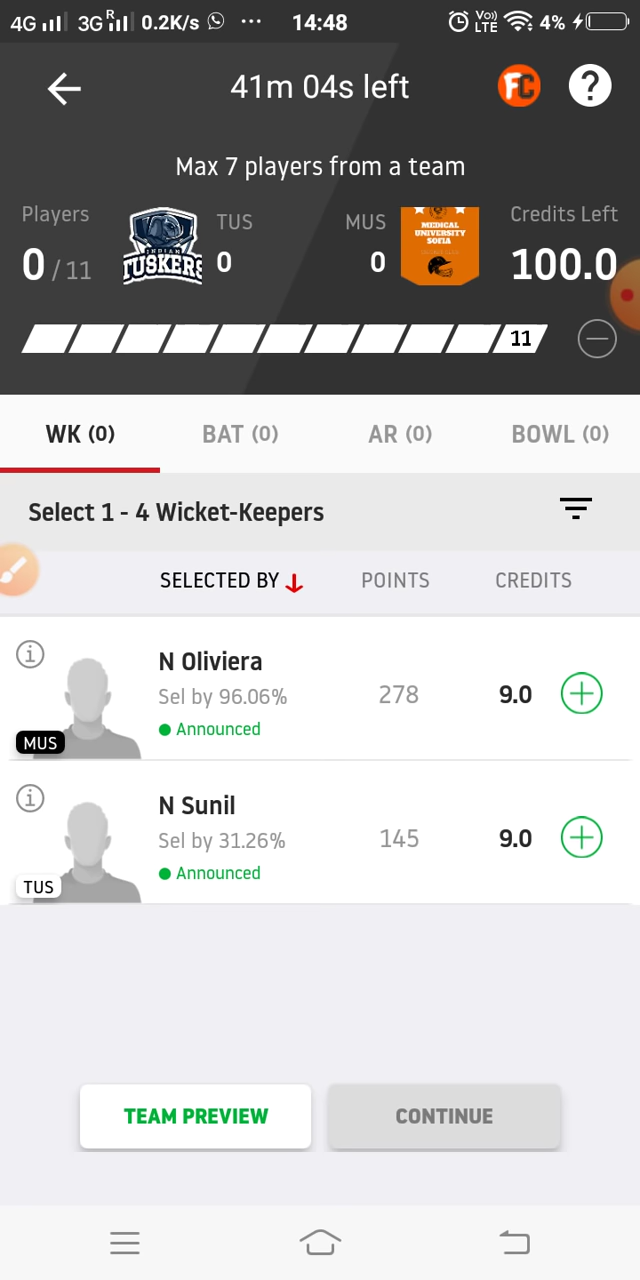 4G 3G R 0.2K/s ... 14:48 Vo) LTE 4%
41m 04s left FC ?
Max 7 players from a team
Players TUS MUS Credits Left
0 / 11 0 0 100.0
INDIAN TUSKERS
MEDICAL UNIVERSITY SOFIA
11
WK (0) BAT (0) AR (0) BOWL (0)
Select 1 - 4 Wicket-Keepers
SELECTED BY POINTS CREDITS
N Oliviera
Sel by 96.06% 278 9.0
Announced
MUS
N Sunil
Sel by 31.26% 145 9.0
Announced
TUS
TEAM PREVIEW CONTINUE